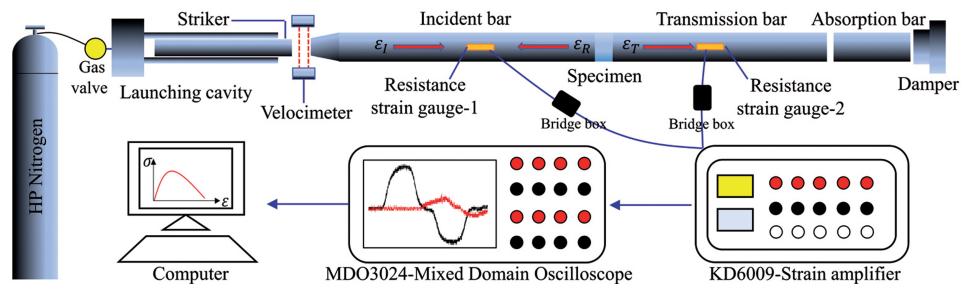 Striker
Incident bar
Transmission bar
Absorption bar
ε_I
ε_R
ε_T
Gas
valve
Launching cavity
Velocimeter
Resistance
strain gauge-1
Specimen
Resistance
strain gauge-2
Damper
Bridge box
Bridge box
HP Nitrogen
σ
ε
Computer
MDO3024-Mixed Domain Oscilloscope
KD6009-Strain amplifier